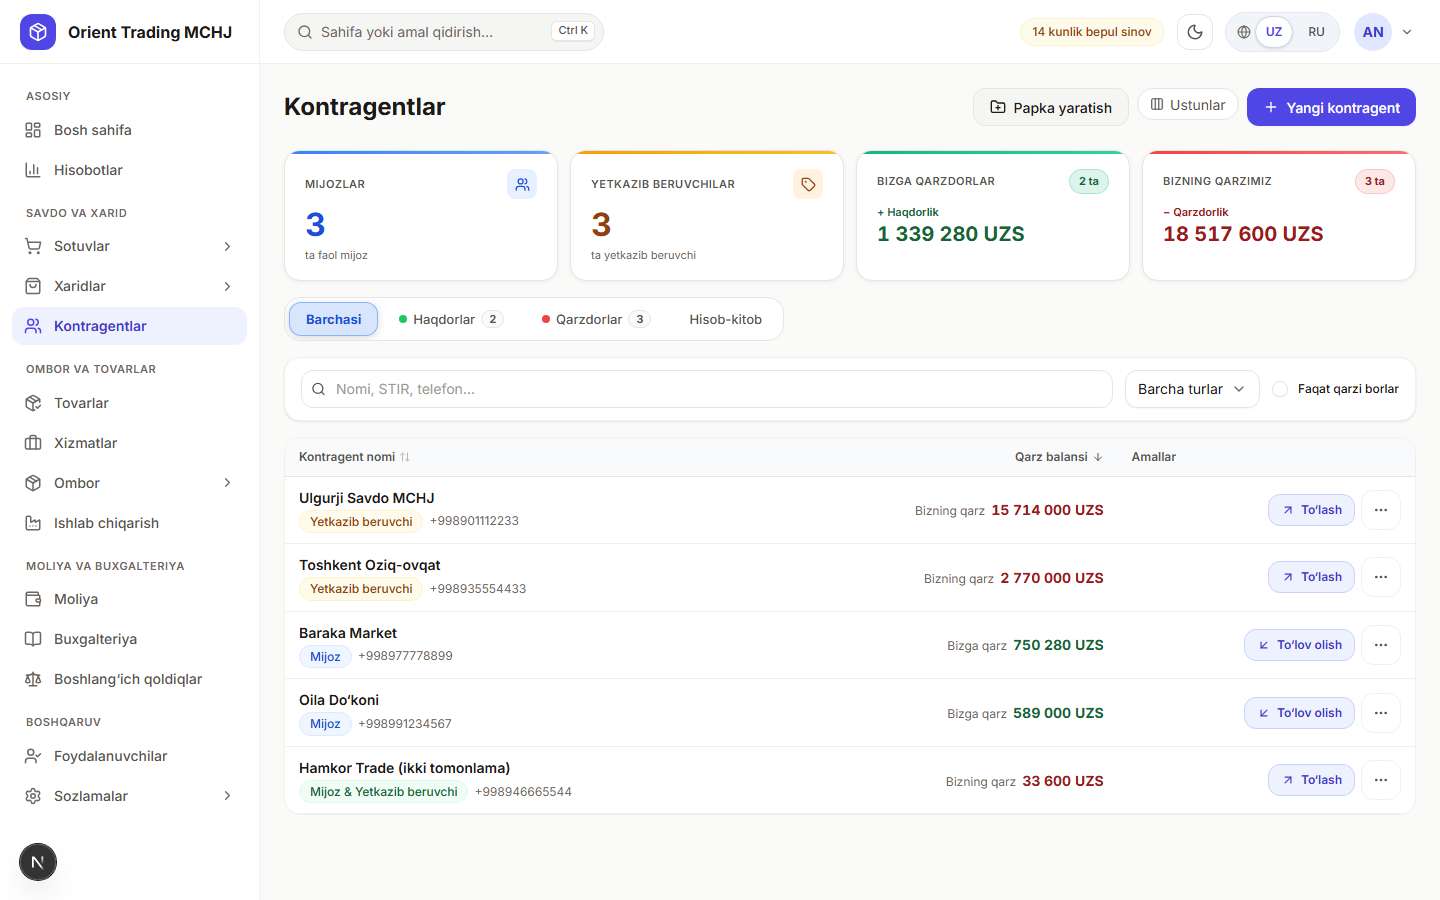 Orient Trading MCHJ
Sahifa yoki amal qidirish...
Ctrl K
14 kunlik bepul sinov
UZ
RU
AN
ASOSIY
Bosh sahifa
Hisobotlar
SAVDO VA XARID
Sotuvlar
Xaridlar
Kontragentlar
OMBOR VA TOVARLAR
Tovarlar
Xizmatlar
Ombor
Ishlab chiqarish
MOLIYA VA BUXGALTERIYA
Moliya
Buxgalteriya
Boshlang‘ich qoldiqlar
BOSHQARUV
Foydalanuvchilar
Sozlamalar
N
Kontragentlar
Papka yaratish
Ustunlar
Yangi kontragent
MIJOZLAR
3
ta faol mijoz
YETKAZIB BERUVCHILAR
3
ta yetkazib beruvchi
BIZGA QARZDORLAR
2 ta
+ Haqdorlik
1 339 280 UZS
BIZNING QARZIMIZ
3 ta
− Qarzdorlik
18 517 600 UZS
Barchasi
Haqdorlar 2
Qarzdorlar 3
Hisob-kitob
Nomi, STIR, telefon...
Barcha turlar
Faqat qarzi borlar
Kontragent nomi
Qarz balansi
Amallar
Ulgurji Savdo MCHJ
Yetkazib beruvchi +998901112233
Bizning qarz 15 714 000 UZS
To‘lash
Toshkent Oziq-ovqat
Yetkazib beruvchi +998935554433
Bizning qarz 2 770 000 UZS
To‘lash
Baraka Market
Mijoz +998977778899
Bizga qarz 750 280 UZS
To‘lov olish
Oila Do‘koni
Mijoz +998991234567
Bizga qarz 589 000 UZS
To‘lov olish
Hamkor Trade (ikki tomonlama)
Mijoz & Yetkazib beruvchi +998946665544
Bizning qarz 33 600 UZS
To‘lash